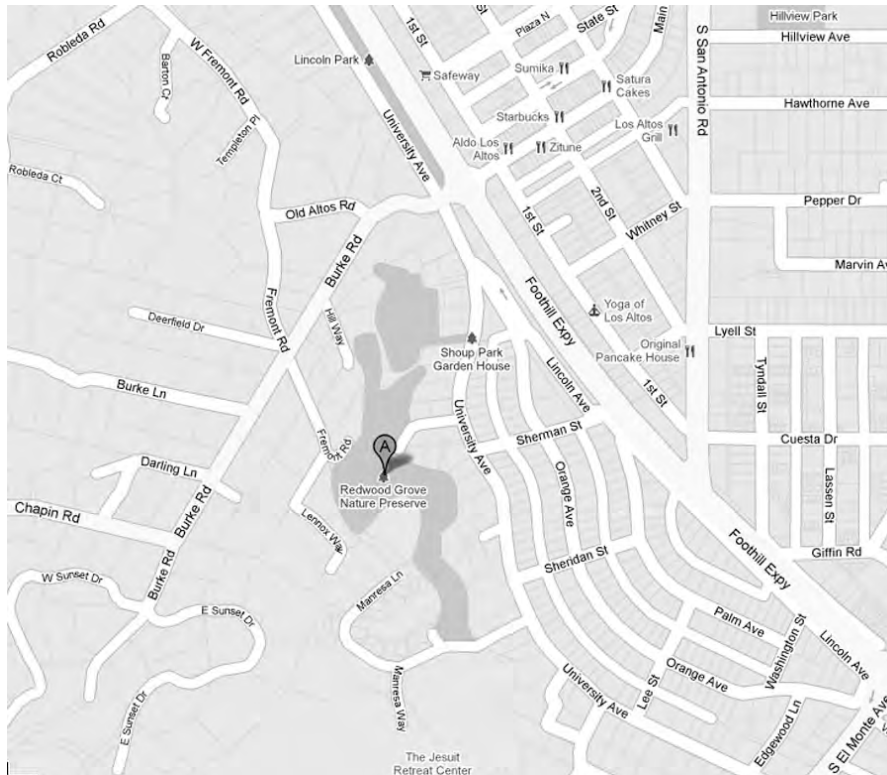 Robleda Rd
W Fremont Rd
Barton Ct
Templeton Pl
Robleda Ct
Old Altos Rd
Lincoln Park
University Ave
1st St
Plaza N
State St
Main
Safeway
Sumika
Satura
Cakes
Starbucks
Aldo Los
Altos
Zitune
Los Altos
Grill
S San Antonio Rd
Hillview Park
Hillview Ave
Hawthorne Ave
Pepper Dr
Marvin Av
1st St
2nd St
Whitney St
Burke Rd
Fremont Rd
Hill Way
Deerfield Dr
Burke Ln
Shoup Park
Garden House
Foothill Expy
Yoga of
Los Altos
Original
Pancake House
1st St
Lyell St
Tyndall St
Cuesta Dr
Lassen St
Giffin Rd
Lincoln Ave
University Ave
Sherman St
Orange Ave
Fremont Rd
A
Redwood Grove
Nature Preserve
Darling Ln
Burke Rd
Chapin Rd
Lennox Way
Burke Rd
W Sunset Dr
E Sunset Dr
E Sunset Dr
Manresa Ln
Manresa Way
Sheridan St
Foothill Expy
Palm Ave
Washington St
Lincoln Ave
Orange Ave
Lee St
University Ave
Edgewood Ln
S El Monte Ave
The Jesuit
Retreat Center